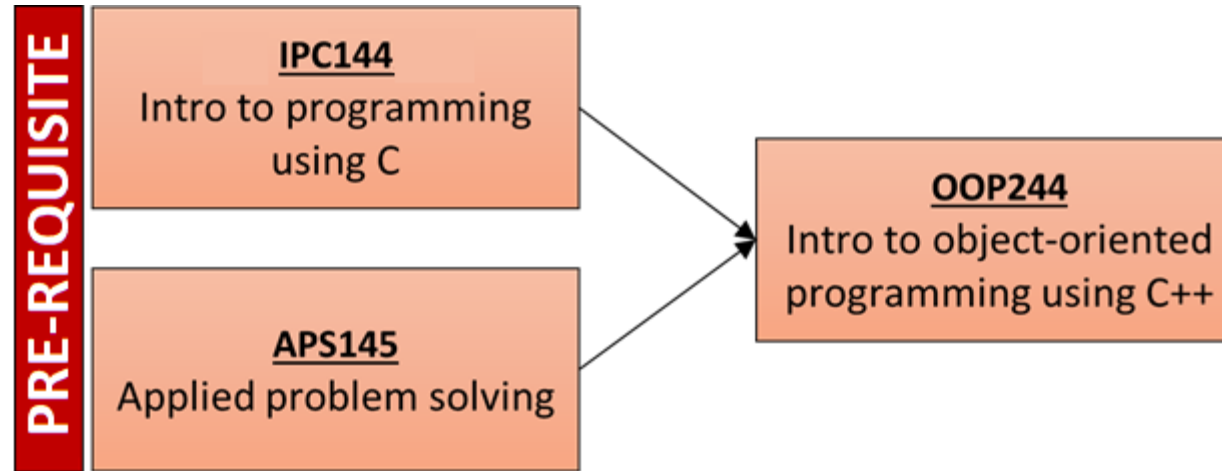 PRE-REQUISITE
IPC144
Intro to programming
using C
APS145
Applied problem solving
OOP244
Intro to object-oriented
programming using C++